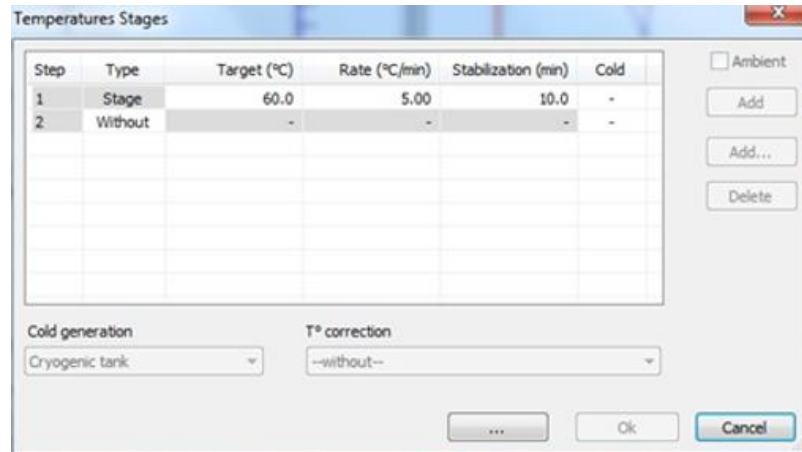 Temperatures Stages
Step Type Target (°C) Rate (°C/min) Stabilization (min) Cold
1 Stage 60.0 5.00 10.0 -
2 Without - - - -
Ambient
Add
Add...
Delete
Cold generation
T° correction
Cryogenic tank
--without--
...
Ok
Cancel